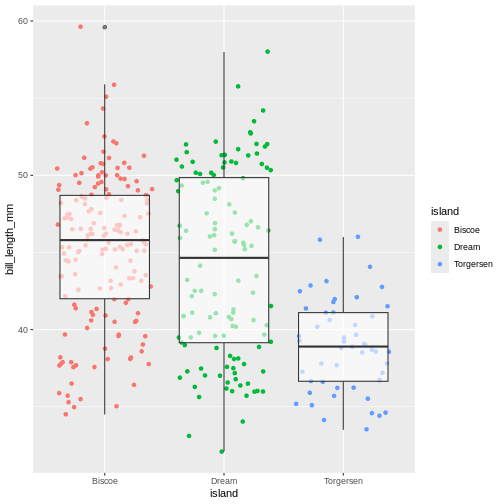 60
50
40
bill_length_mm
Biscoe
Dream
Torgersen
island
island
Biscoe
Dream
Torgersen